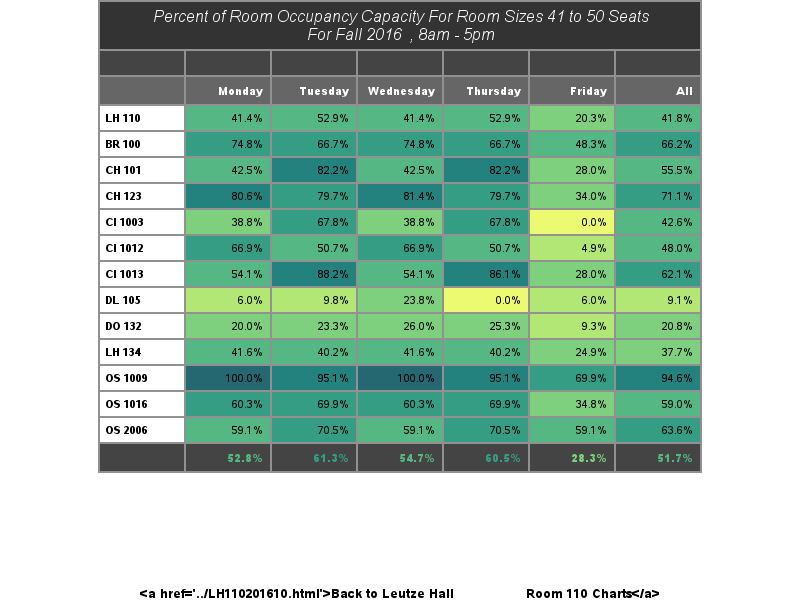 Percent of Room Occupancy Capacity For Room Sizes 41 to 50 Seats
For Fall 2016 , 8am - 5pm
Monday Tuesday Wednesday Thursday Friday All
LH 110 41.4% 52.9% 41.4% 52.9% 20.3% 41.8%
BR 100 74.8% 66.7% 74.8% 66.7% 48.3% 66.2%
CH 101 42.5% 82.2% 42.5% 82.2% 28.0% 55.5%
CH 123 80.6% 79.7% 81.4% 79.7% 34.0% 71.1%
CI 1003 38.8% 67.8% 38.8% 67.8% 0.0% 42.6%
CI 1012 66.9% 50.7% 66.9% 50.7% 4.9% 48.0%
CI 1013 54.1% 88.2% 54.1% 86.1% 28.0% 62.1%
DL 105 6.0% 9.8% 23.8% 0.0% 6.0% 9.1%
DO 132 20.0% 23.3% 26.0% 25.3% 9.3% 20.8%
LH 134 41.6% 40.2% 41.6% 40.2% 24.9% 37.7%
OS 1009 100.0% 95.1% 100.0% 95.1% 69.9% 94.6%
OS 1016 60.3% 69.9% 60.3% 69.9% 34.8% 59.0%
OS 2006 59.1% 70.5% 59.1% 70.5% 59.1% 63.6%
52.8% 61.3% 54.7% 60.5% 28.3% 51.7%
<a href='../LH110201610.html'>Back to Leutze Hall Room 110 Charts</a>